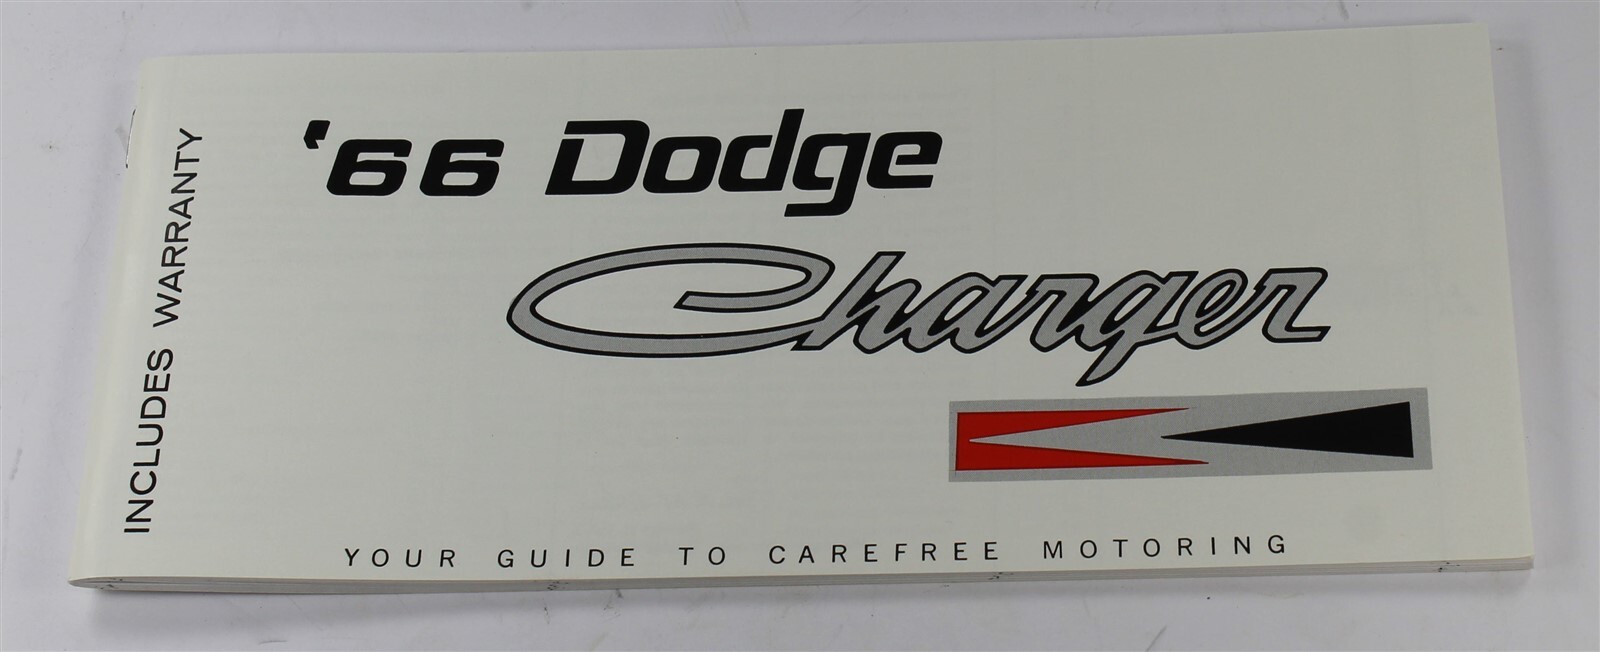 '66 Dodge
Charger
YOUR GUIDE TO CAREFREE MOTORING
INCLUDES WARRANTY